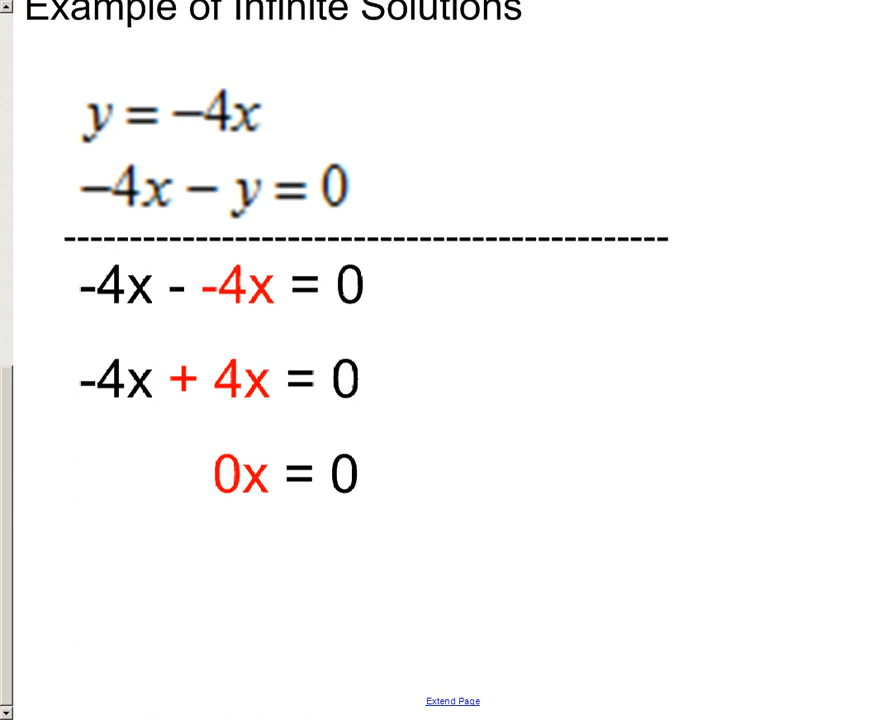 Example of Infinite Solutions
y = −4x
−4x − y = 0
----------------------------------------------
-4x - -4x = 0
-4x + 4x = 0
0x = 0
Extend Page